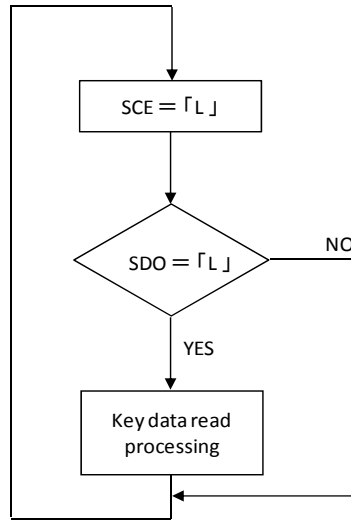 SCE＝「L」
SDO＝「L」
NO
YES
Key data read
processing